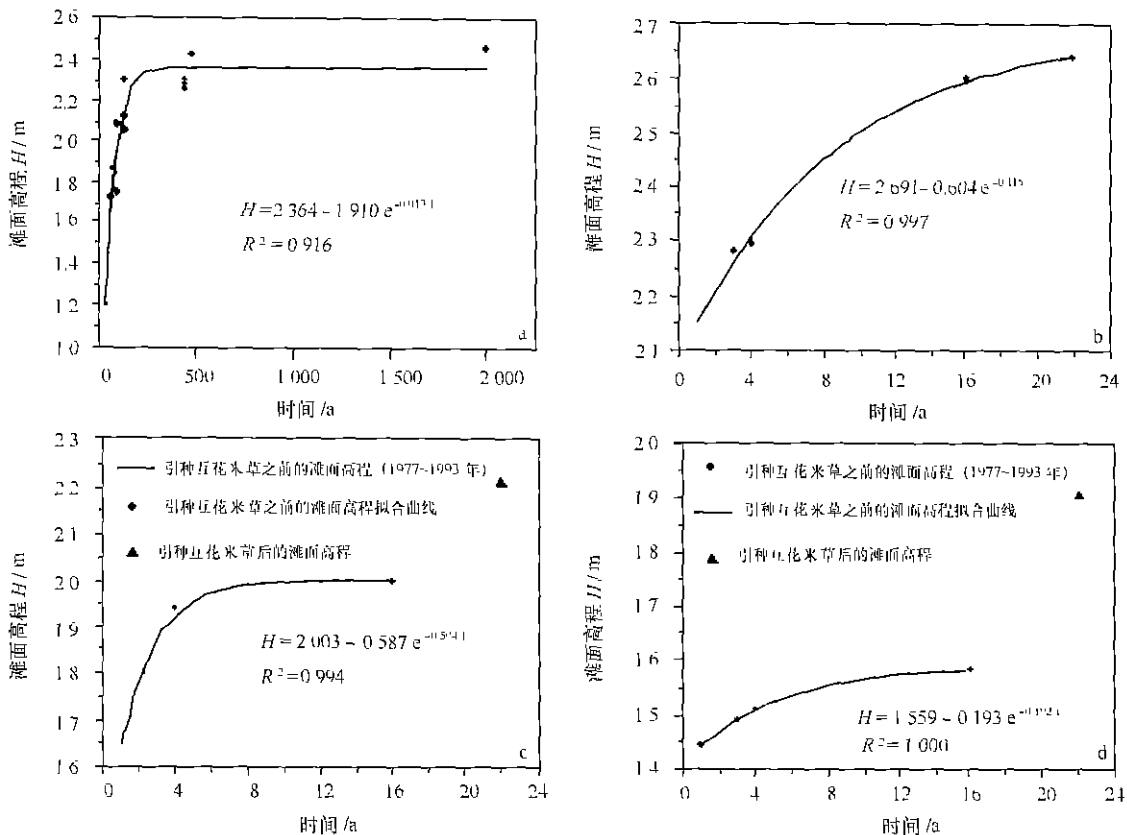 2.6
2.4
2.2
2.0
1.8
1.6
1.4
1.2
1.0
滩面高程 H / m
H = 2.364 - 1.910 e
R² = 0.916
a
0 500 1 000 1 500 2 000
时间 /a
2.7
2.6
2.5
2.4
2.3
2.2
2.1
滩面高程 H / m
H = 2.691 - 0.604 e
R² = 0.997
b
0 4 8 12 16 20 24
时间 /a
2.3
2.2
2.1
2.0
1.9
1.8
1.7
1.6
滩面高程 H / m
引种互花米草之前的滩面高程 (1977~1993 年)
引种互花米草之前的滩面高程拟合曲线
引种互花米草后的滩面高程
H = 2.003 - 0.587 e
R² = 0.994
c
0 4 8 12 16 20 24
时间 /a
2.0
1.9
1.8
1.7
1.6
1.5
1.4
滩面高程 H / m
引种互花米草之前的滩面高程 (1977~1993 年)
引种互花米草之前的滩面高程拟合曲线
引种互花米草后的滩面高程
H = 1.559 - 0.193 e
R² = 1.000
d
0 4 8 12 16 20 24
时间 /a